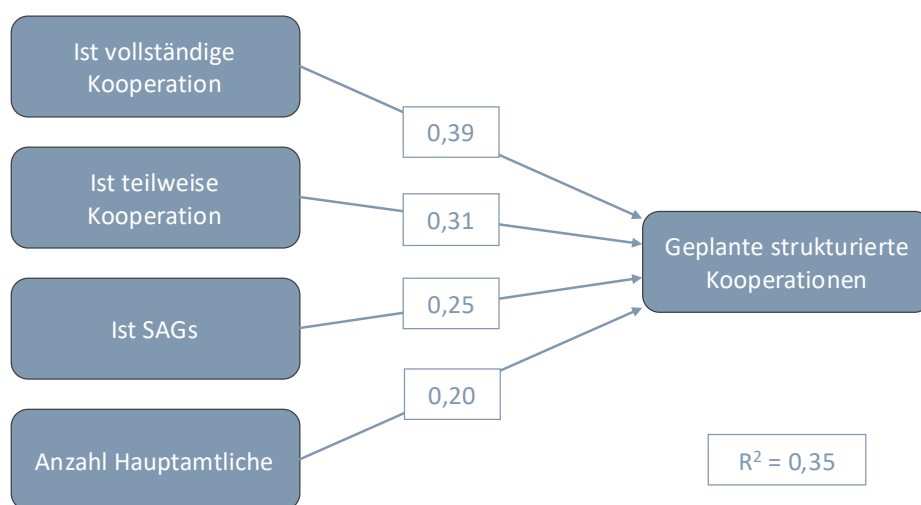 Ist vollständige
Kooperation
0,39
Ist teilweise
Kooperation
0,31
Geplante strukturierte
Kooperationen
Ist SAGs
0,25
0,20
Anzahl Hauptamtliche
R² = 0,35